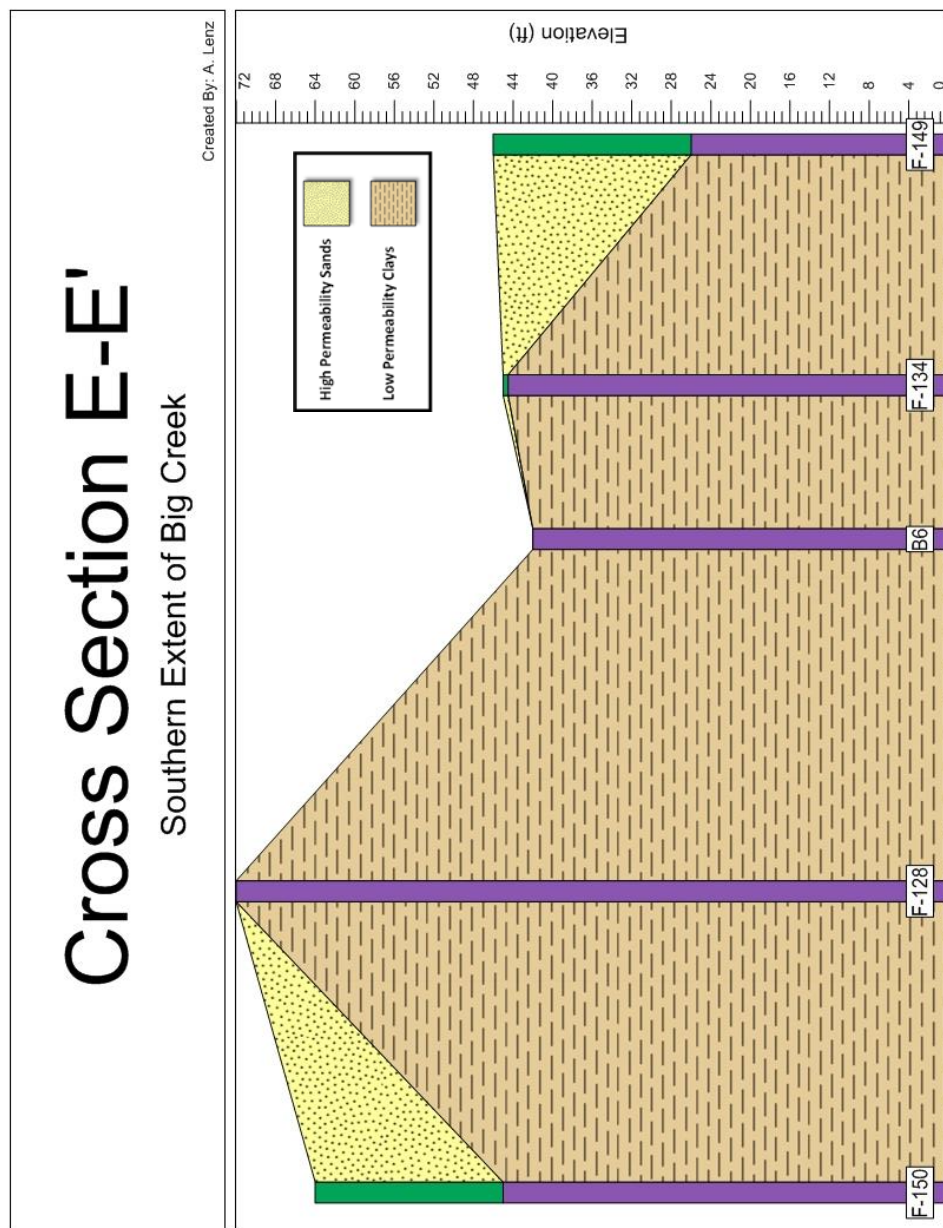 Cross Section E-E'
Southern Extent of Big Creek
Created By: A. Lenz
High Permeability Sands
Low Permeability Clays
Elevation (ft)
72
68
64
60
56
52
48
44
40
36
32
28
24
20
16
12
8
4
0
F-150
F-128
B6
F-134
F-149